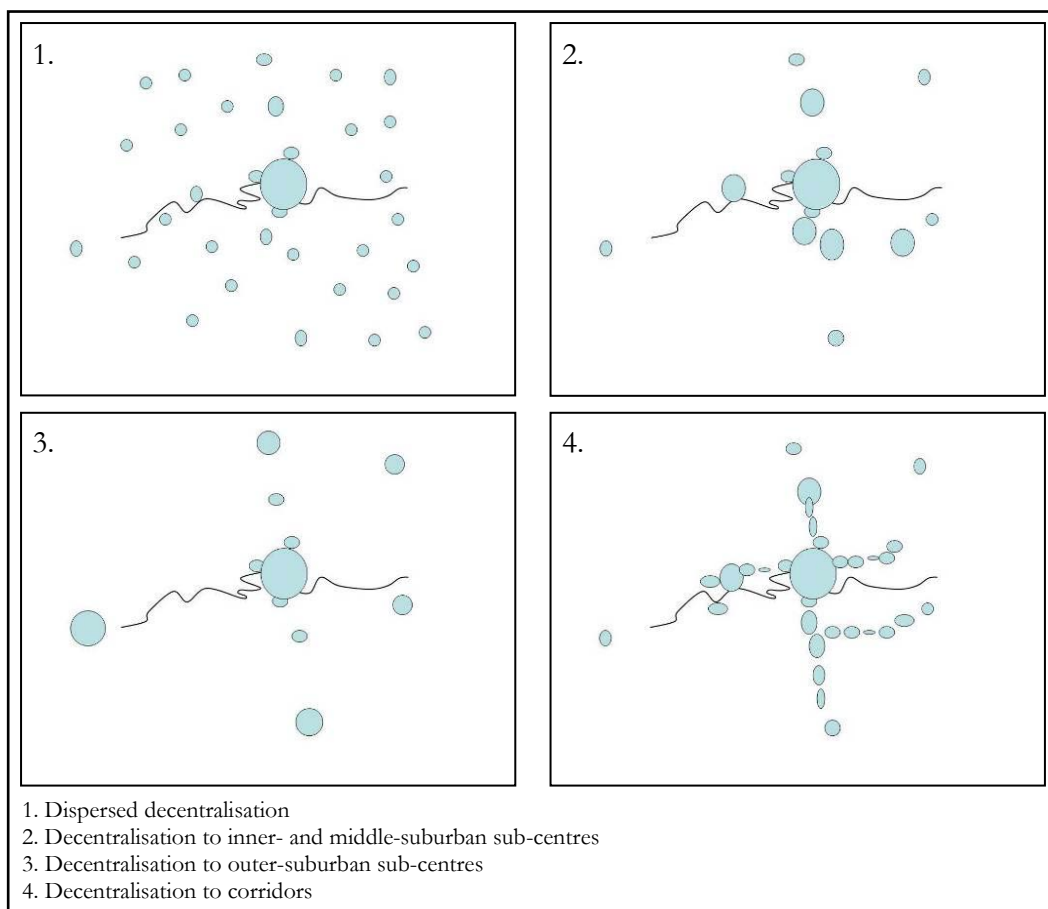 1.
2.
3.
4.
1. Dispersed decentralisation
2. Decentralisation to inner- and middle-suburban sub-centres
3. Decentralisation to outer-suburban sub-centres
4. Decentralisation to corridors